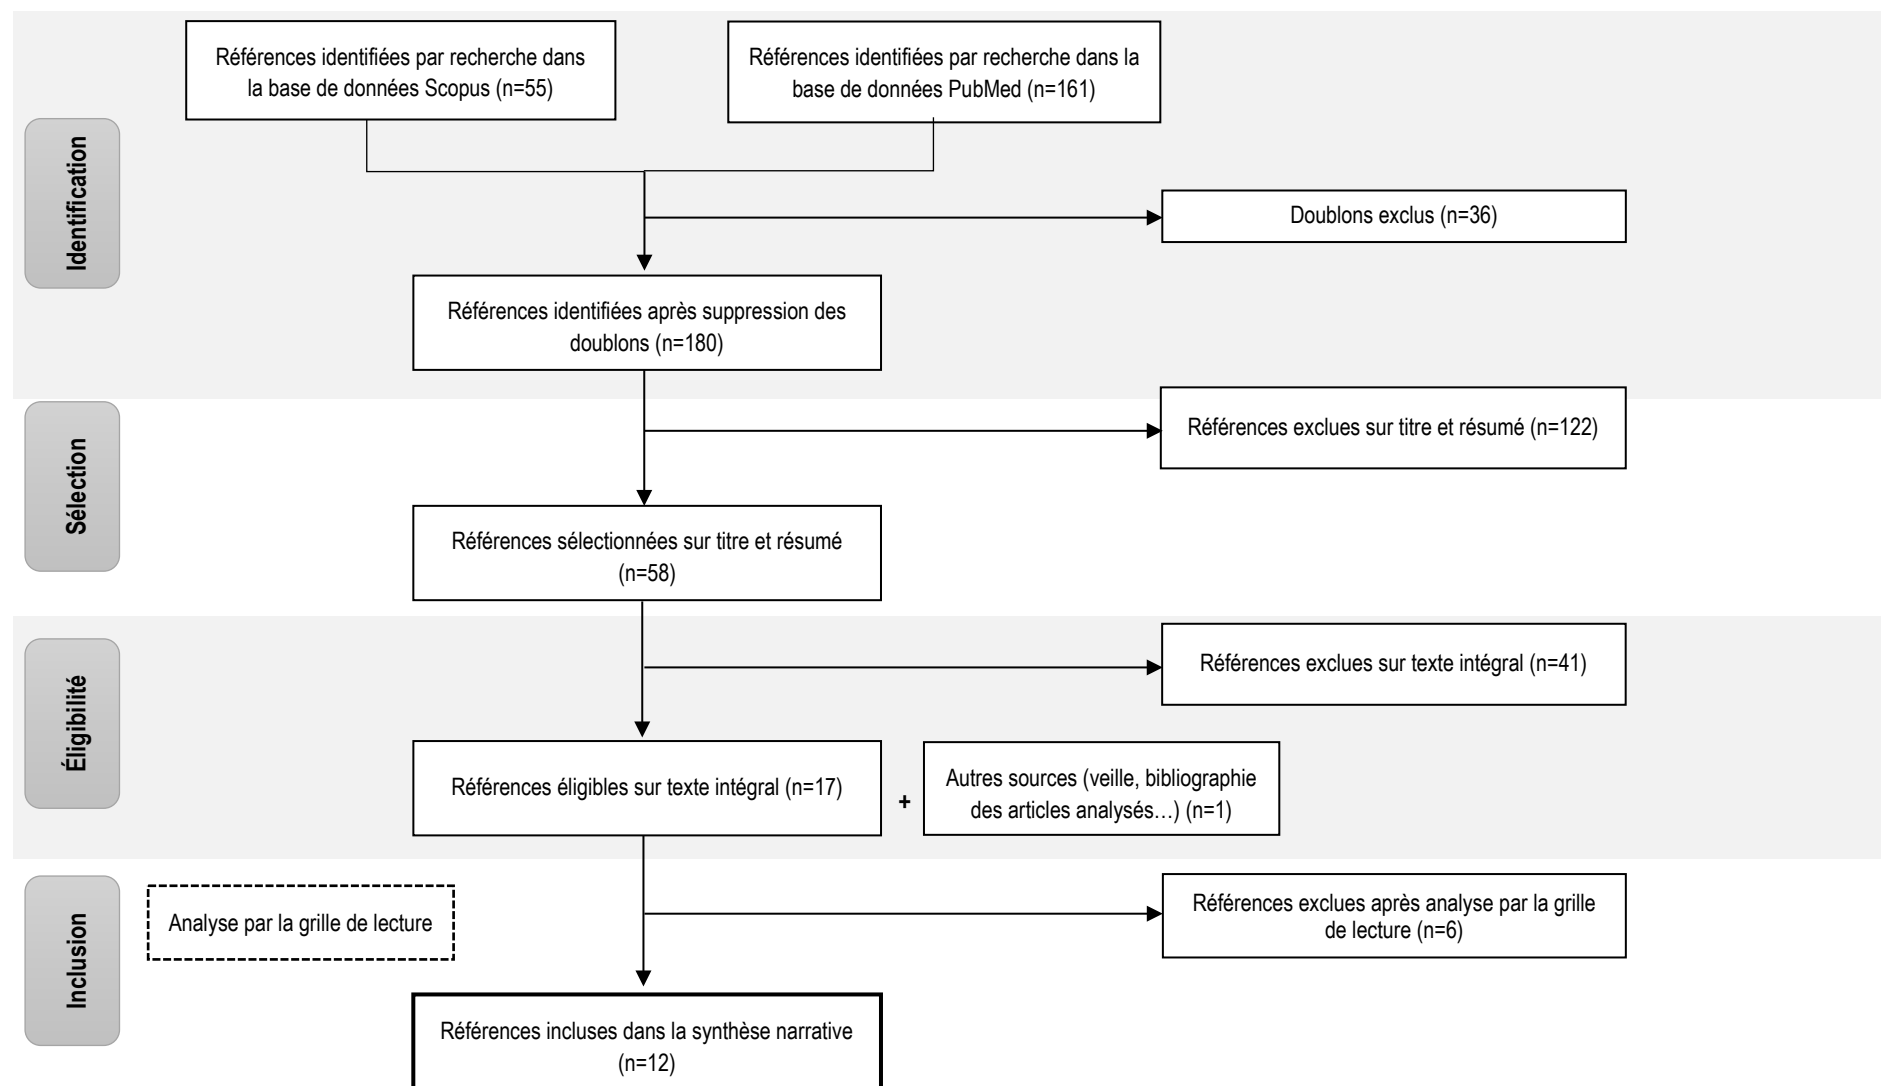 Références identifiées par recherche dans
la base de données Scopus (n=55)
Références identifiées par recherche dans la
base de données PubMed (n=161)
Identification
Doublons exclus (n=36)
Références identifiées après suppression des
doublons (n=180)
Références exclues sur titre et résumé (n=122)
Sélection
Références sélectionnées sur titre et résumé
(n=58)
Références exclues sur texte intégral (n=41)
Éligibilité
Références éligibles sur texte intégral (n=17)
+
Autres sources (veille, bibliographie
des articles analysés…) (n=1)
Inclusion
Analyse par la grille de lecture
Références exclues après analyse par la grille
de lecture (n=6)
Références incluses dans la synthèse narrative
(n=12)